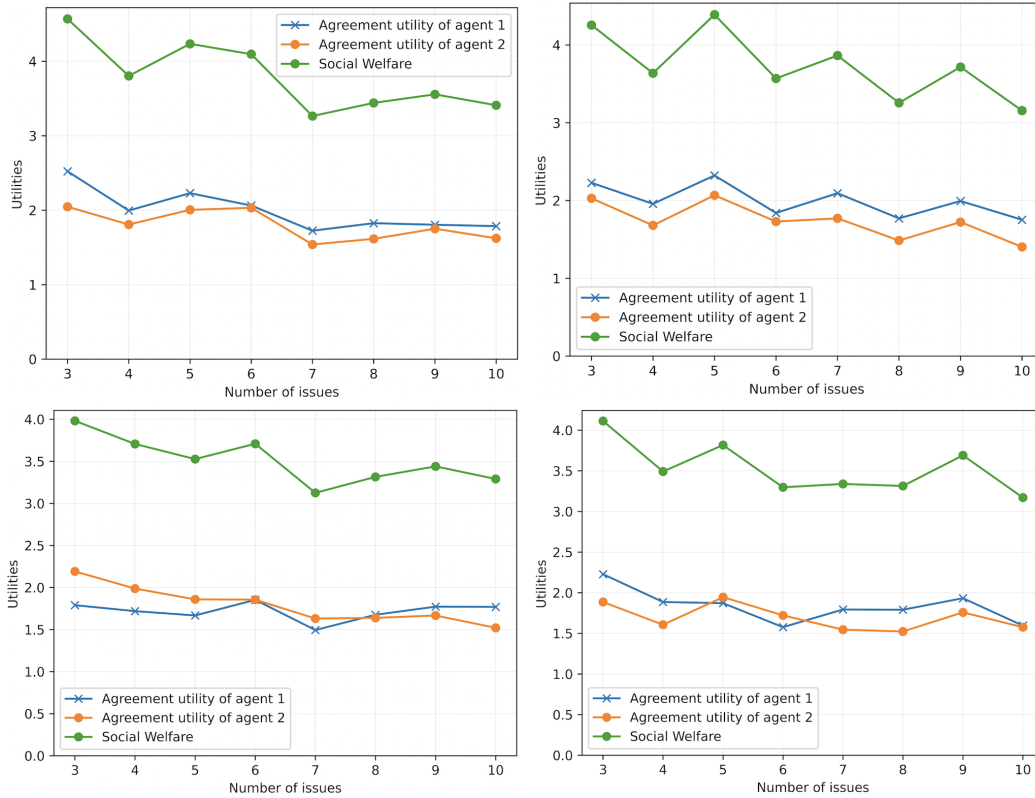 Agreement utility of agent 1
Agreement utility of agent 2
Social Welfare
4
3
2
1
0
Utilities
3 4 5 6 7 8 9 10
Number of issues
4
3
2
1
0
Utilities
Agreement utility of agent 1
Agreement utility of agent 2
Social Welfare
3 4 5 6 7 8 9 10
Number of issues
4.0
3.5
3.0
2.5
2.0
1.5
1.0
0.5
0.0
Utilities
Agreement utility of agent 1
Agreement utility of agent 2
Social Welfare
3 4 5 6 7 8 9 10
Number of issues
4.0
3.5
3.0
2.5
2.0
1.5
1.0
0.5
0.0
Utilities
Agreement utility of agent 1
Agreement utility of agent 2
Social Welfare
3 4 5 6 7 8 9 10
Number of issues